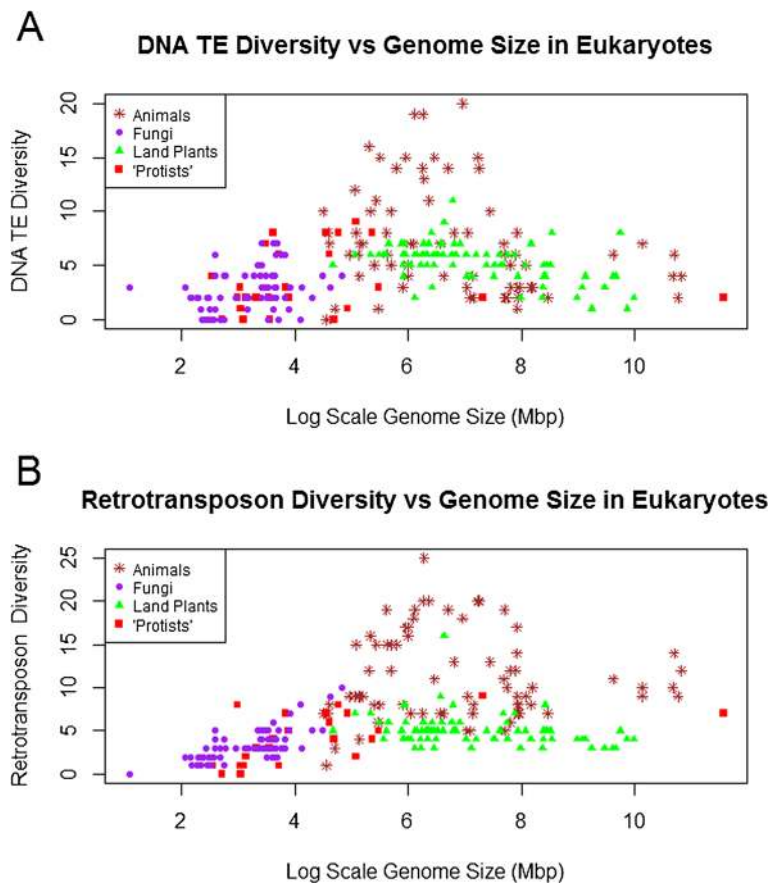 A
DNA TE Diversity vs Genome Size in Eukaryotes
DNA TE Diversity
20
15
10
5
0
Animals
Fungi
Land Plants
'Protists'
2 4 6 8 10
Log Scale Genome Size (Mbp)
B
Retrotransposon Diversity vs Genome Size in Eukaryotes
Retrotransposon Diversity
25
20
15
10
5
0
Animals
Fungi
Land Plants
'Protists'
2 4 6 8 10
Log Scale Genome Size (Mbp)